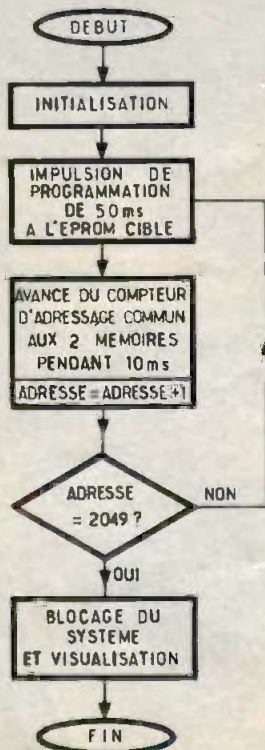 DEBUT
INITIALISATION
IMPULSION DE
PROGRAMMATION
DE 50ms
A L'EPROM CIBLE
AVANCE DU COMPTEUR
D'ADRESSAGE COMMUN
AUX 2 MEMOIRES
PENDANT 10ms
ADRESSE = ADRESSE +1
ADRESSE
= 2049 ?
NON
OUI
BLOCAGE DU
SYSTEME
ET VISUALISATION
FIN